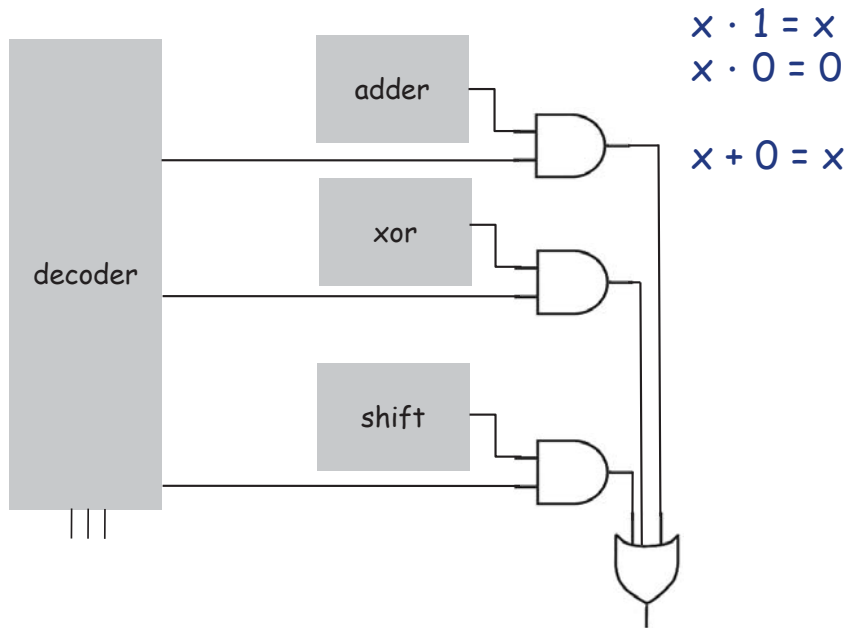 x · 1 = x
x · 0 = 0
x + 0 = x
adder
xor
decoder
shift